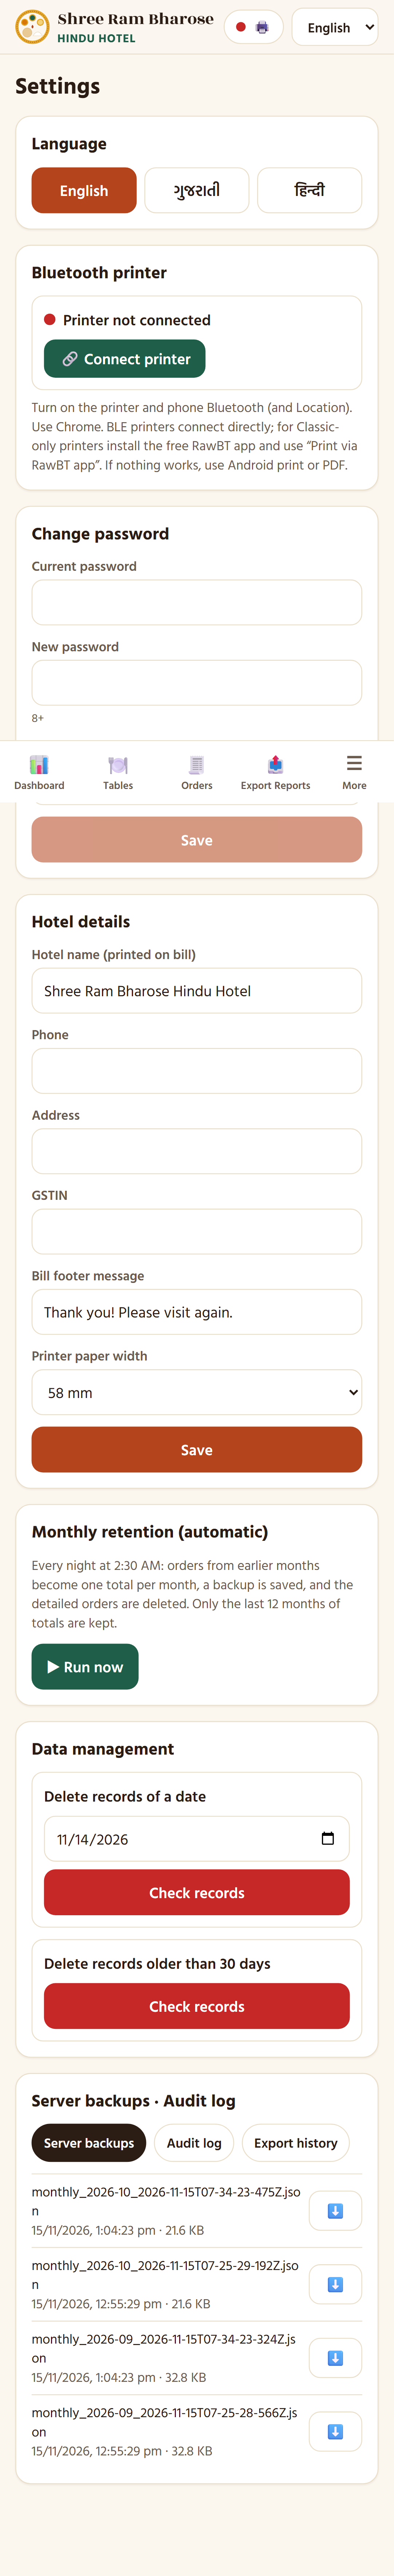 Shree Ram Bharose
HINDU HOTEL
English
Settings
Language
English
ગુજરાતી
हिन्दी
Bluetooth printer
Printer not connected
Connect printer
Turn on the printer and phone Bluetooth (and Location).
Use Chrome. BLE printers connect directly; for Classic-
only printers install the free RawBT app and use “Print via
RawBT app”. If nothing works, use Android print or PDF.
Change password
Current password
New password
8+
Dashboard
Tables
Orders
Export Reports
More
Save
Hotel details
Hotel name (printed on bill)
Shree Ram Bharose Hindu Hotel
Phone
Address
GSTIN
Bill footer message
Thank you! Please visit again.
Printer paper width
58 mm
Save
Monthly retention (automatic)
Every night at 2:30 AM: orders from earlier months
become one total per month, a backup is saved, and the
detailed orders are deleted. Only the last 12 months of
totals are kept.
▶ Run now
Data management
Delete records of a date
11/14/2026
Check records
Delete records older than 30 days
Check records
Server backups · Audit log
Server backups
Audit log
Export history
monthly_2026-10_2026-11-15T07-34-23-475Z.jso
n
15/11/2026, 1:04:23 pm · 21.6 KB
monthly_2026-10_2026-11-15T07-25-29-192Z.jso
n
15/11/2026, 12:55:29 pm · 21.6 KB
monthly_2026-09_2026-11-15T07-34-23-324Z.js
on
15/11/2026, 1:04:23 pm · 32.8 KB
monthly_2026-09_2026-11-15T07-25-28-566Z.js
on
15/11/2026, 12:55:29 pm · 32.8 KB